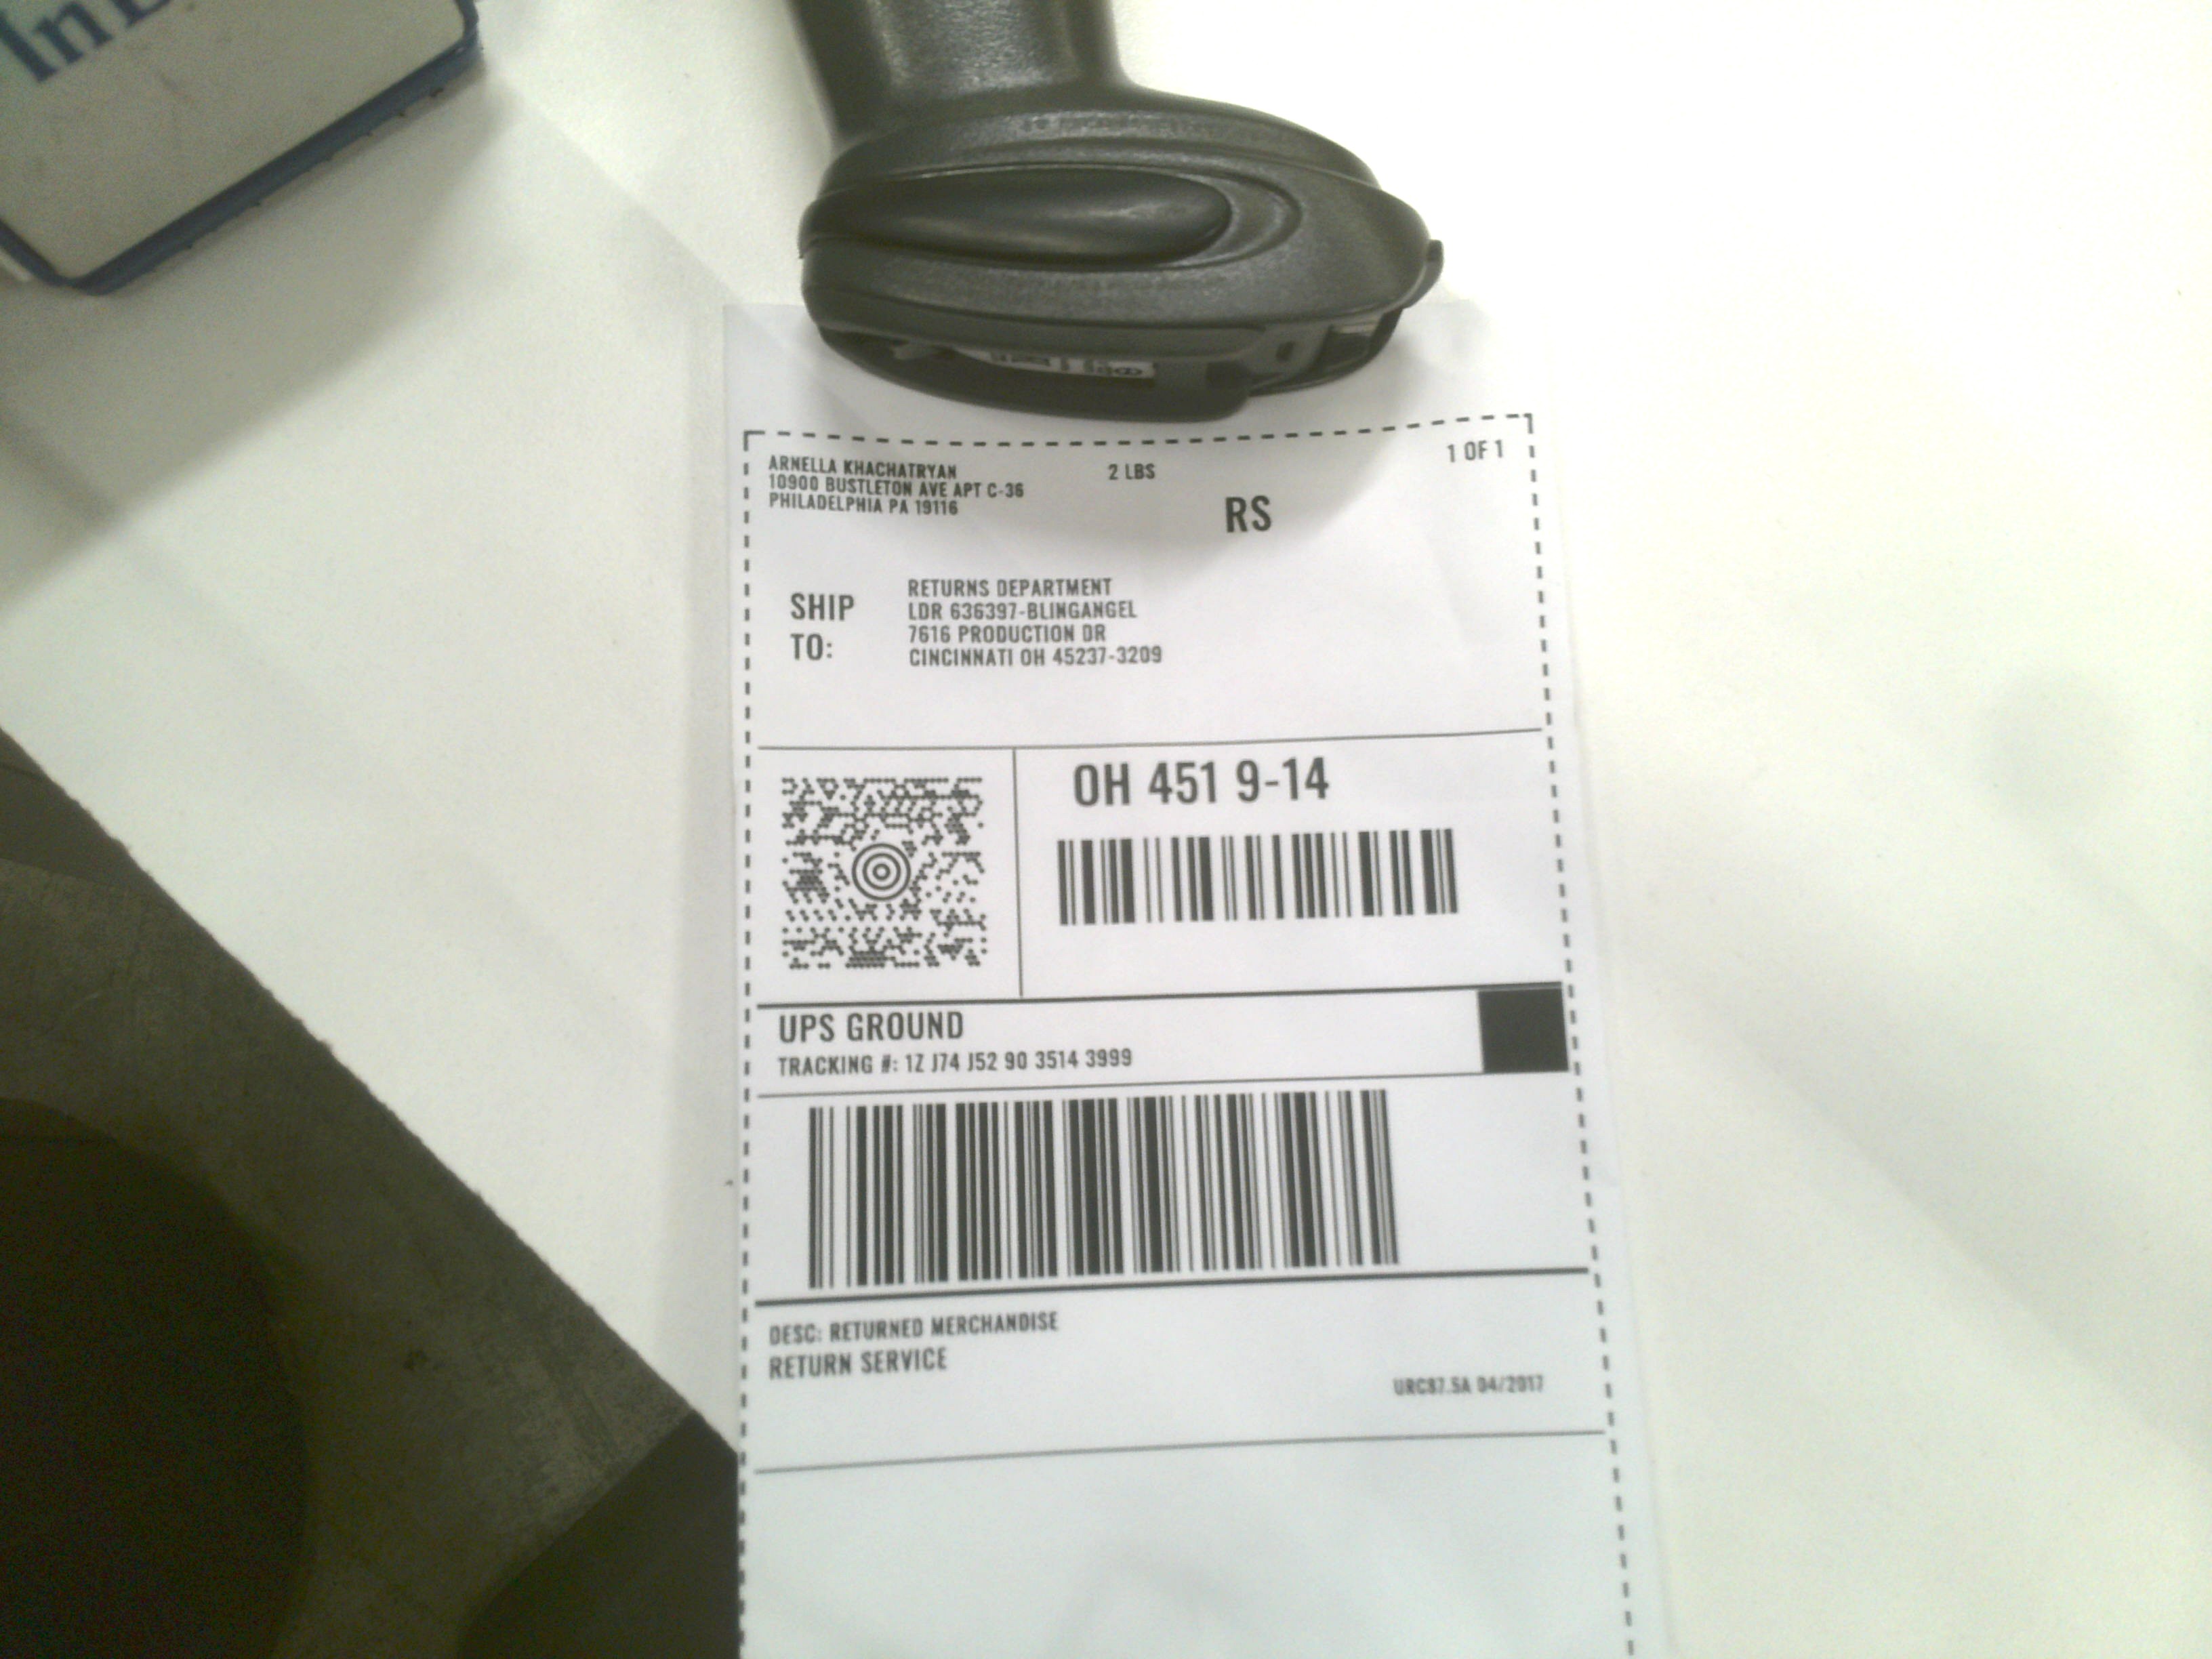 ARNELLA KHACHATRYAN
10900 BUSTLETON AVE APT C-36
PHILADELPHIA PA 19116
2 LBS
1 OF 1
RS
SHIP TO:
RETURNS DEPARTMENT
LDR 636397-BLINGANGEL
7616 PRODUCTION DR
CINCINNATI OH 45237-3209
OH 451 9-14
UPS GROUND
TRACKING #: 1Z J74 J52 90 3514 3999
DESC: RETURNED MERCHANDISE
RETURN SERVICE
URC87.5A 04/2017